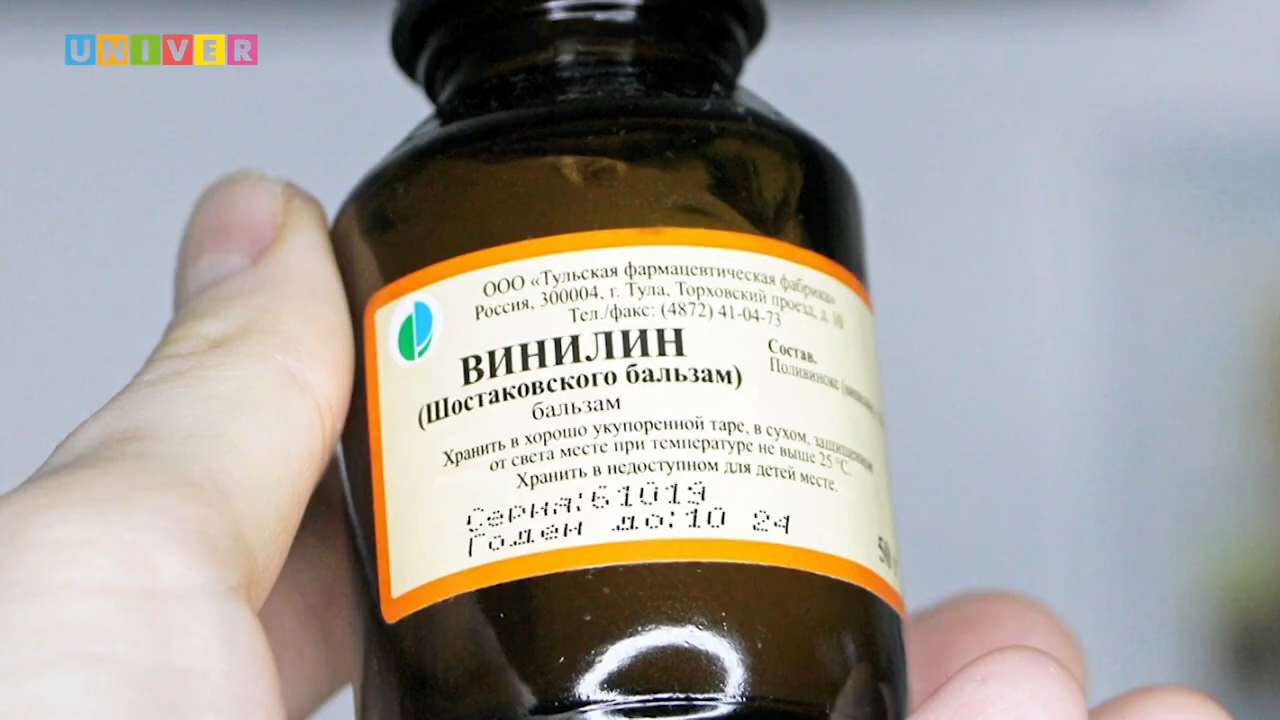 UNIVER
ООО «Тульская фармацевтическая фабрика»
Россия, 300004, г. Тула, Торховский проезд, д. 10
Тел./факс: (4872) 41-04-73
ВИНИЛИН
(Шостаковского бальзам)
бальзам
Состав.
Поливинокс
Хранить в хорошо укупоренной таре, в сухом, защищенном
от света месте при температуре не выше 25 °С.
Хранить в недоступном для детей месте.
Серия:61019
Годен до:10 24
50